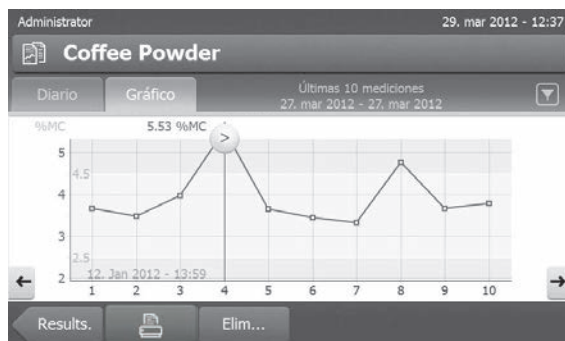 Administrator
29. mar 2012 - 12:37
Coffee Powder
Diario
Gráfico
Últimas 10 mediciones
27. mar 2012 - 27. mar 2012
%MC
5.53 %MC
>
5
4.5
4
3
2.5
2
12. Jan 2012 - 13:59
1 2 3 4 5 6 7 8 9 10
Results.
Elim...